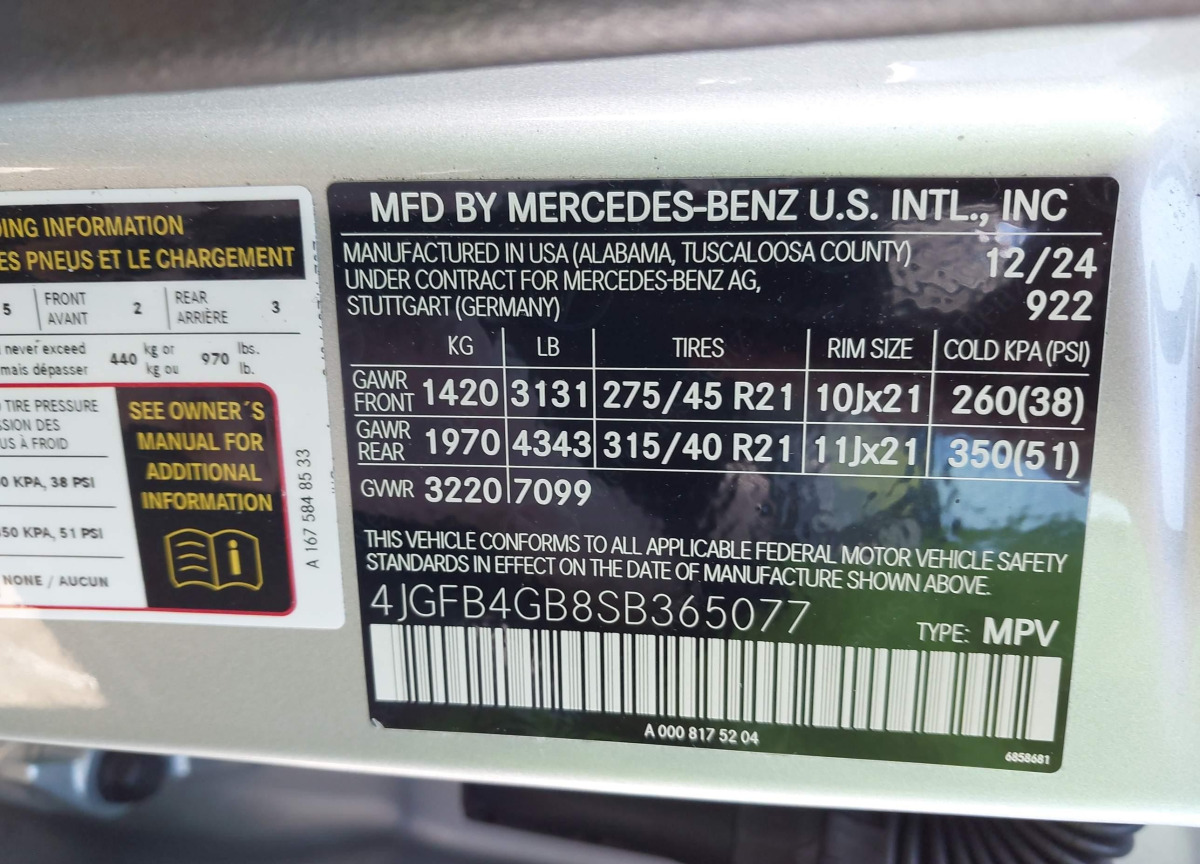 ING INFORMATION
ES PNEUS ET LE CHARGEMENT
5 FRONT AVANT 2 REAR ARRIÈRE 3
never exceed 440 kg or 970 lbs.
mais dépasser kg ou lb.
TIRE PRESSURE
SION DES
US À FROID
0 KPA, 38 PSI
50 KPA, 51 PSI
NONE / AUCUN
SEE OWNER´S
MANUAL FOR
ADDITIONAL
INFORMATION
A 167 584 85 33
MFD BY MERCEDES-BENZ U.S. INTL., INC
MANUFACTURED IN USA (ALABAMA, TUSCALOOSA COUNTY) 12/24
UNDER CONTRACT FOR MERCEDES-BENZ AG,
STUTTGART (GERMANY) 922
KG LB TIRES RIM SIZE COLD KPA (PSI)
GAWR FRONT 1420 3131 275/45 R21 10Jx21 260(38)
GAWR REAR 1970 4343 315/40 R21 11Jx21 350(51)
GVWR 3220 7099
THIS VEHICLE CONFORMS TO ALL APPLICABLE FEDERAL MOTOR VEHICLE SAFETY
STANDARDS IN EFFECT ON THE DATE OF MANUFACTURE SHOWN ABOVE.
4JGFB4GB8SB365077
TYPE: MPV
A 000 817 52 04
6858681